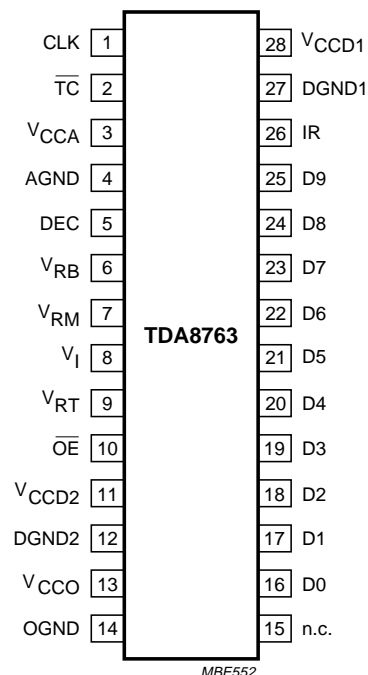 CLK 1 28 VCCD1
TC 2 27 DGND1
VCCA 3 26 IR
AGND 4 25 D9
DEC 5 24 D8
VRB 6 23 D7
VRM 7 22 D6
TDA8763
VI 8 21 D5
VRT 9 20 D4
OE 10 19 D3
VCCD2 11 18 D2
DGND2 12 17 D1
VCCO 13 16 D0
OGND 14 15 n.c.
MBE552